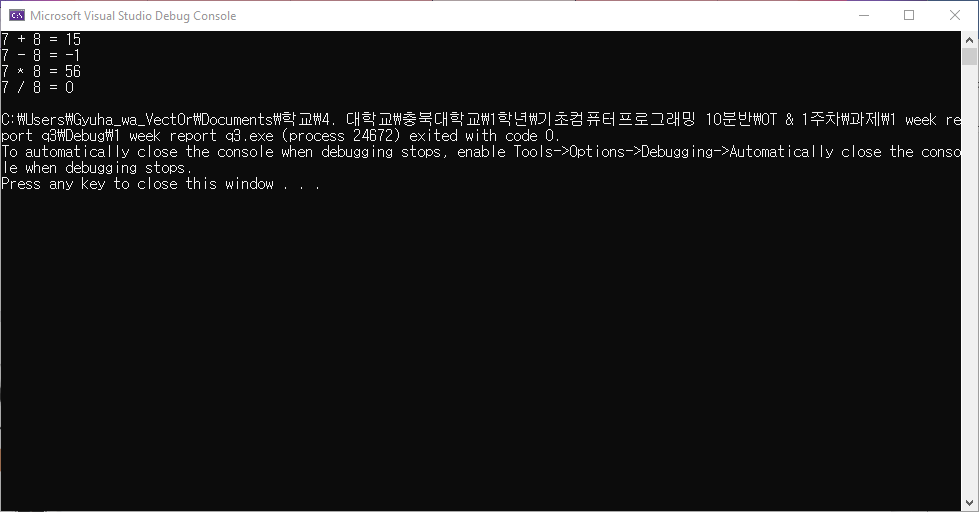 Microsoft Visual Studio Debug Console
7 + 8 = 15
7 - 8 = -1
7 * 8 = 56
7 / 8 = 0
C:₩Users₩Gyuha_wa_VectOr₩Documents₩학교₩4. 대학교₩충북대학교₩1학년₩기초컴퓨터프로그래밍 10분반₩OT & 1주차₩과제₩1 week re
port q3₩Debug₩1 week report q3.exe (process 24672) exited with code 0.
To automatically close the console when debugging stops, enable Tools->Options->Debugging->Automatically close the conso
le when debugging stops.
Press any key to close this window . . .